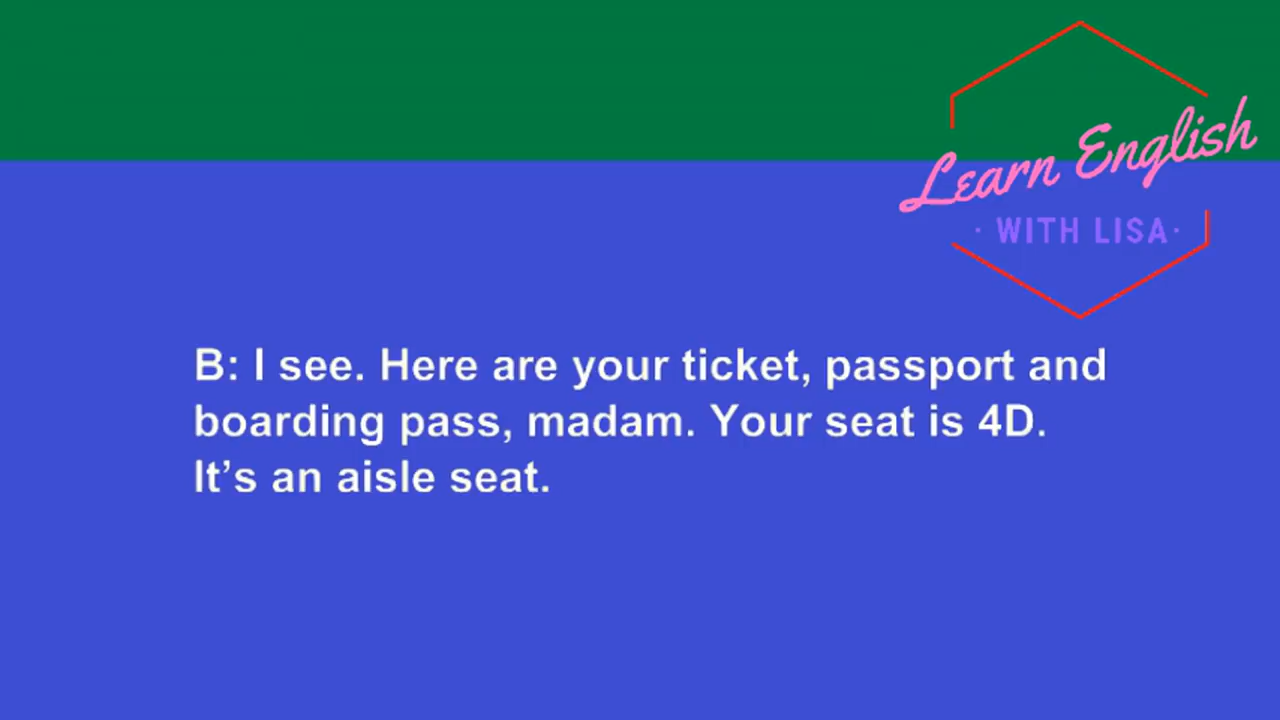 Learn English
· WITH LISA·
B: I see. Here are your ticket, passport and
boarding pass, madam. Your seat is 4D.
It’s an aisle seat.